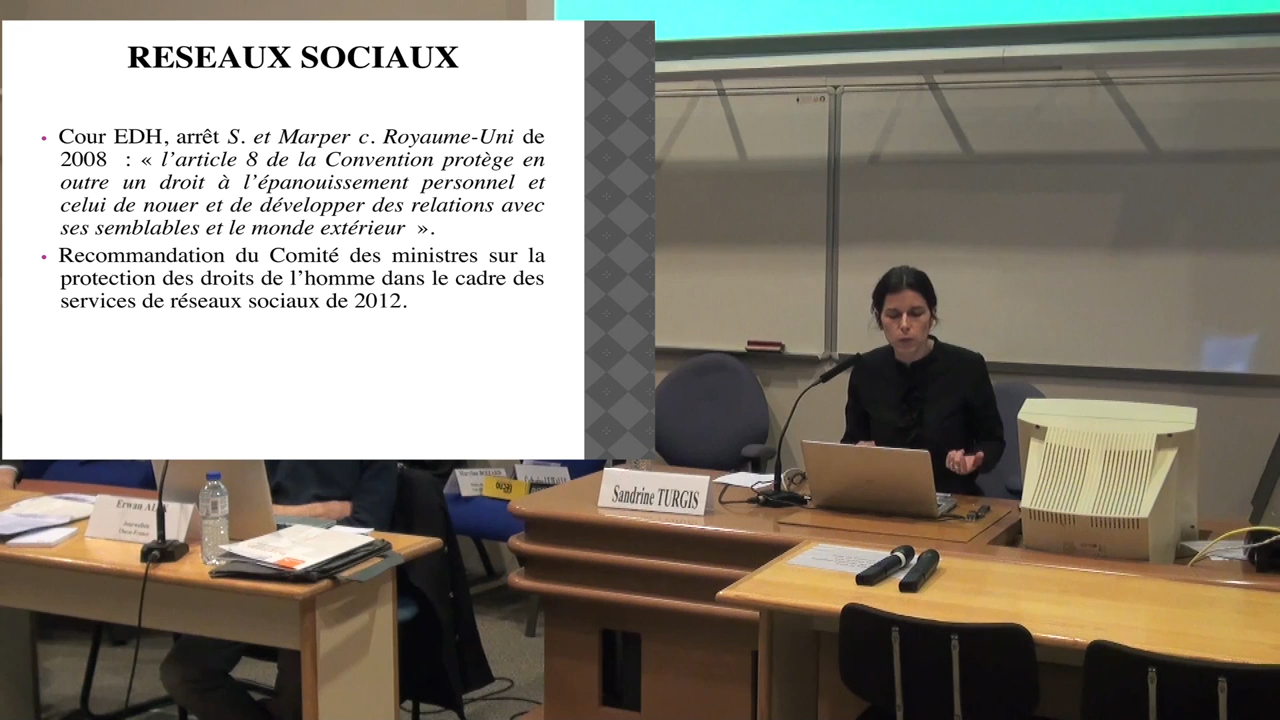 RESEAUX SOCIAUX
• Cour EDH, arrêt S. et Marper c. Royaume-Uni de
2008 : « l’article 8 de la Convention protège en
outre un droit à l’épanouissement personnel et
celui de nouer et de développer des relations avec
ses semblables et le monde extérieur ».
• Recommandation du Comité des ministres sur la
protection des droits de l’homme dans le cadre des
services de réseaux sociaux de 2012.
Sandrine TURGIS
Erwan
Journaliste
Ouest-France